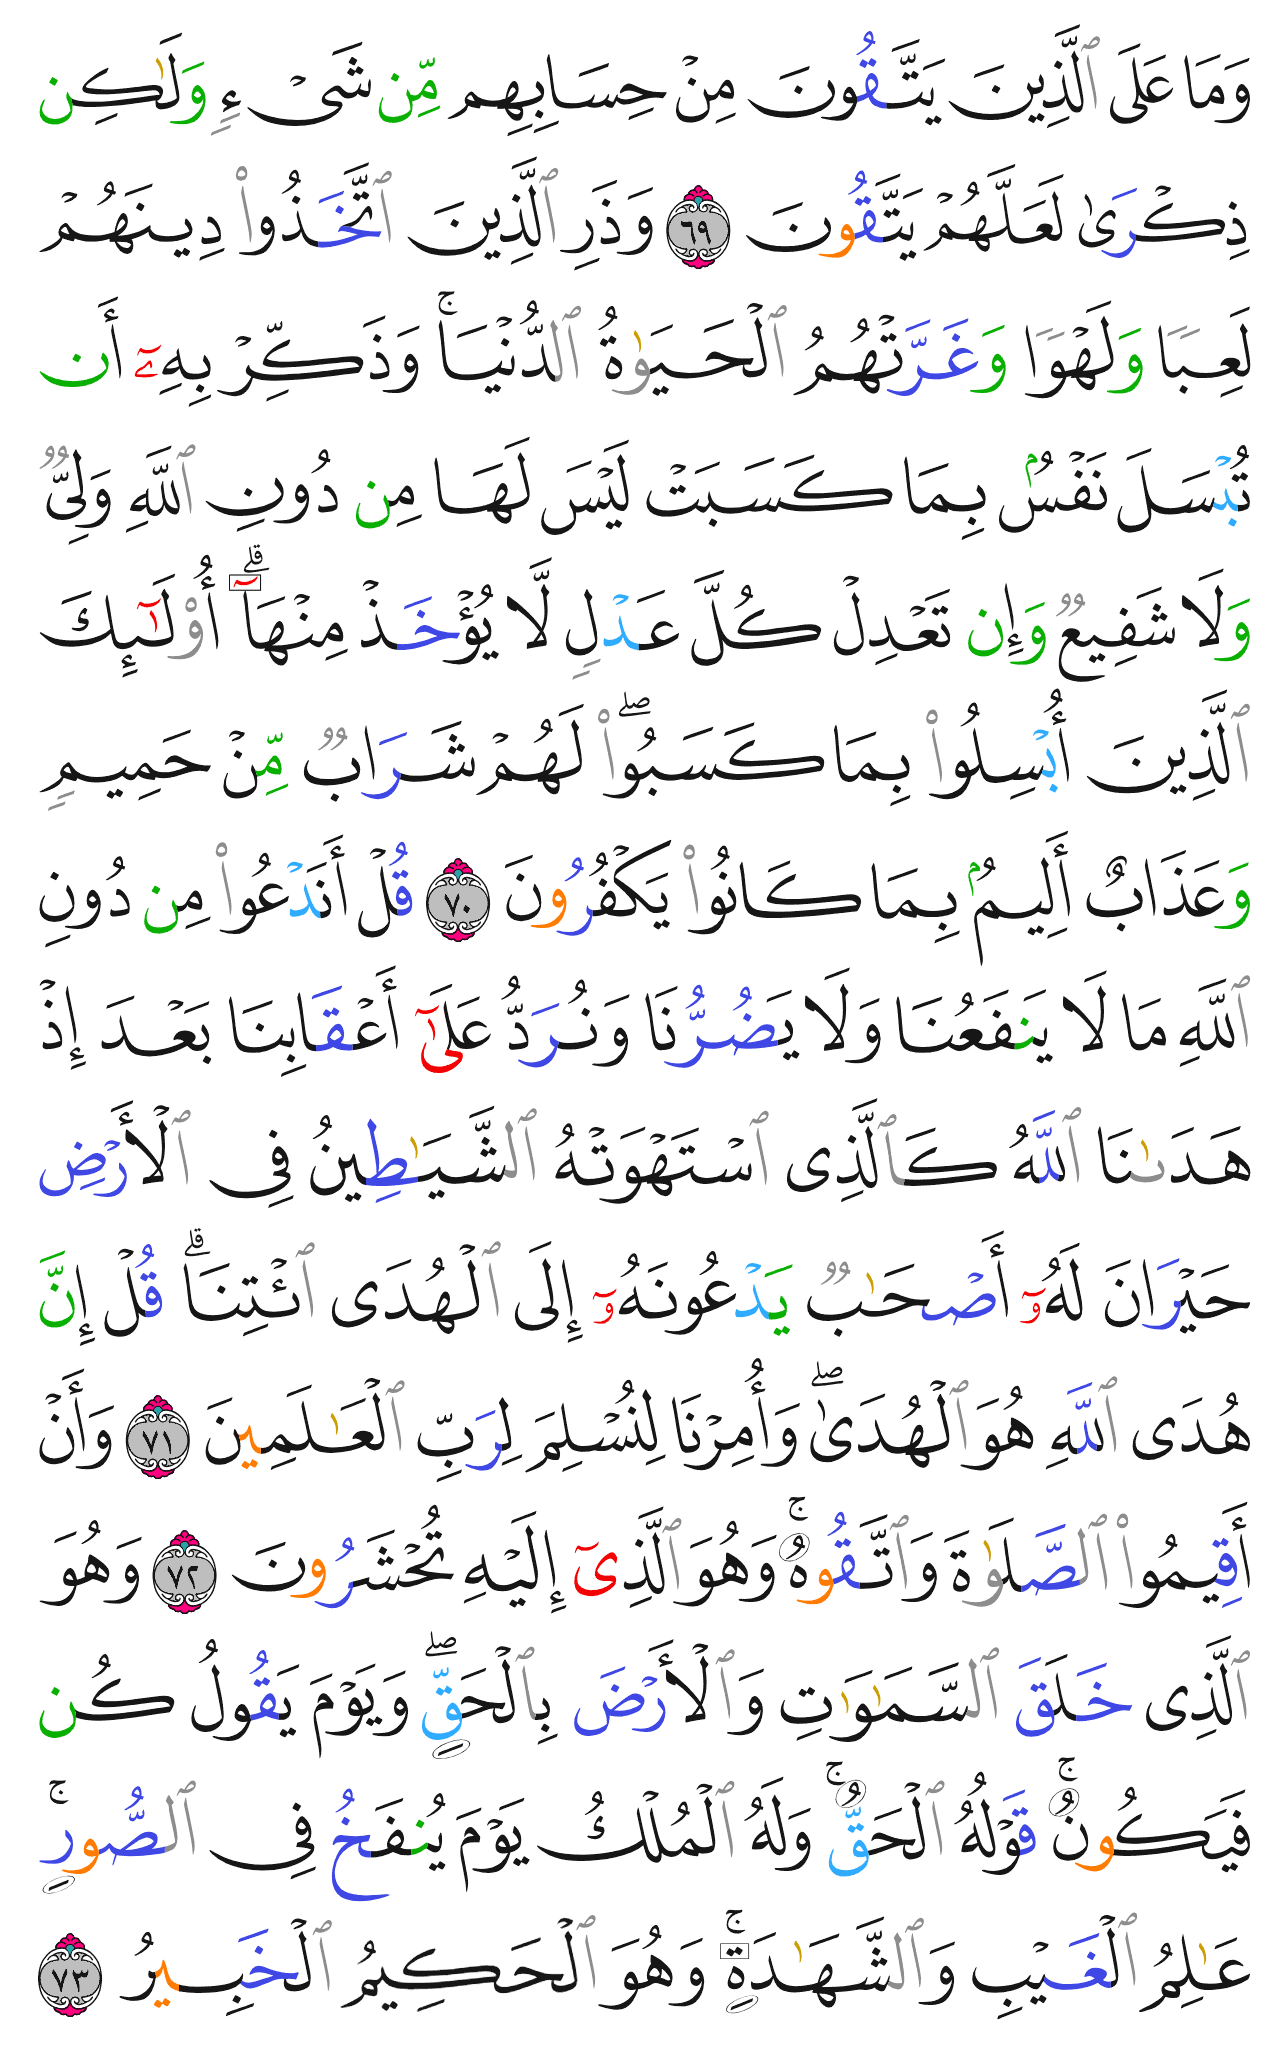 وَمَا عَلَى ٱلَّذِينَ يَتَّقُونَ مِنْ حِسَابِهِم مِّن شَىْءٍ وَلَٰكِن
ذِكْرَىٰ لَعَلَّهُمْ يَتَّقُونَ ٦٩ وَذَرِ ٱلَّذِينَ ٱتَّخَذُوا۟ دِينَهُمْ
لَعِبًا وَلَهْوًا وَغَرَّتْهُمُ ٱلْحَيَوٰةُ ٱلدُّنْيَا ۚ وَذَكِّرْ بِهِۦٓ أَن
تُبْسَلَ نَفْسٌۢ بِمَا كَسَبَتْ لَيْسَ لَهَا مِن دُونِ ٱللَّهِ وَلِىٌّ
وَلَا شَفِيعٌ وَإِن تَعْدِلْ كُلَّ عَدْلٍ لَّا يُؤْخَذْ مِنْهَآ ۗ أُو۟لَٰٓئِكَ
ٱلَّذِينَ أُبْسِلُوا۟ بِمَا كَسَبُوا۟ ۖ لَهُمْ شَرَابٌ مِّنْ حَمِيمٍ
وَعَذَابٌ أَلِيمٌۢ بِمَا كَانُوا۟ يَكْفُرُونَ ٧٠ قُلْ أَنَدْعُوا۟ مِن دُونِ
ٱللَّهِ مَا لَا يَنفَعُنَا وَلَا يَضُرُّنَا وَنُرَدُّ عَلَىٰٓ أَعْقَابِنَا بَعْدَ إِذْ
هَدَىٰنَا ٱللَّهُ كَٱلَّذِى ٱسْتَهْوَتْهُ ٱلشَّيَٰطِينُ فِى ٱلْأَرْضِ
حَيْرَانَ لَهُۥٓ أَصْحَٰبٌ يَدْعُونَهُۥٓ إِلَى ٱلْهُدَى ٱئْتِنَا ۗ قُلْ إِنَّ
هُدَى ٱللَّهِ هُوَ ٱلْهُدَىٰ ۖ وَأُمِرْنَا لِنُسْلِمَ لِرَبِّ ٱلْعَٰلَمِينَ ٧١ وَأَنْ
أَقِيمُوا۟ ٱلصَّلَوٰةَ وَٱتَّقُوهُ ۚ وَهُوَ ٱلَّذِىٓ إِلَيْهِ تُحْشَرُونَ ٧٢ وَهُوَ
ٱلَّذِى خَلَقَ ٱلسَّمَٰوَٰتِ وَٱلْأَرْضَ بِٱلْحَقِّ ۖ وَيَوْمَ يَقُولُ كُن
فَيَكُونُ ۚ قَوْلُهُ ٱلْحَقُّ ۚ وَلَهُ ٱلْمُلْكُ يَوْمَ يُنفَخُ فِى ٱلصُّورِ ۚ
عَٰلِمُ ٱلْغَيْبِ وَٱلشَّهَٰدَةِ ۚ وَهُوَ ٱلْحَكِيمُ ٱلْخَبِيرُ ٧٣